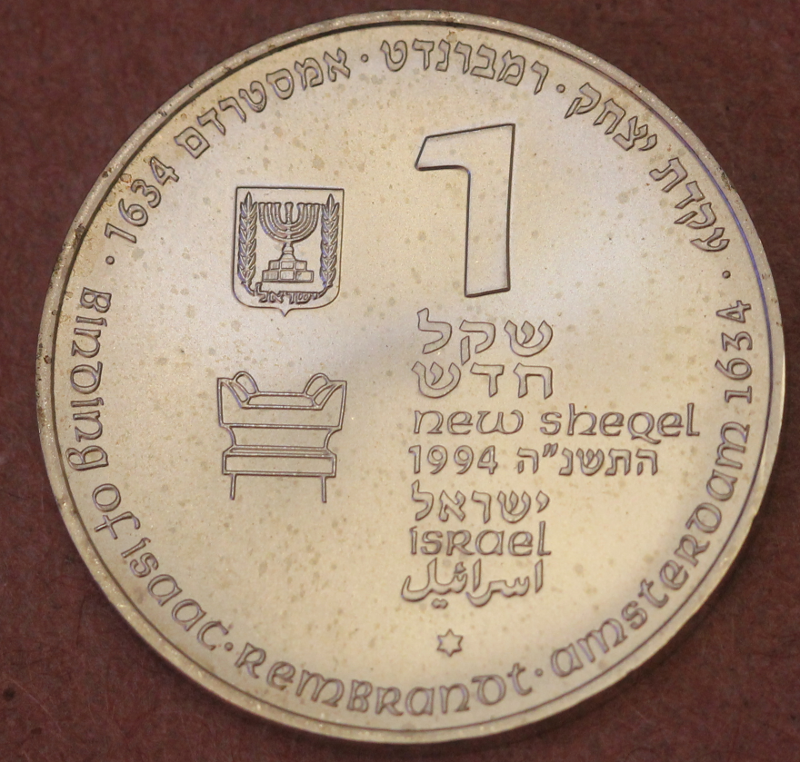 עקדת יצחק · רמברנדט · אמסטרדם 1634 ·
ישראל
1
שקל
חדש
new sheqel
1994 התשנ"ה
ישראל
israel
اسرائيل
Binding of Isaac · Rembrandt · Amsterdam 1634 ·